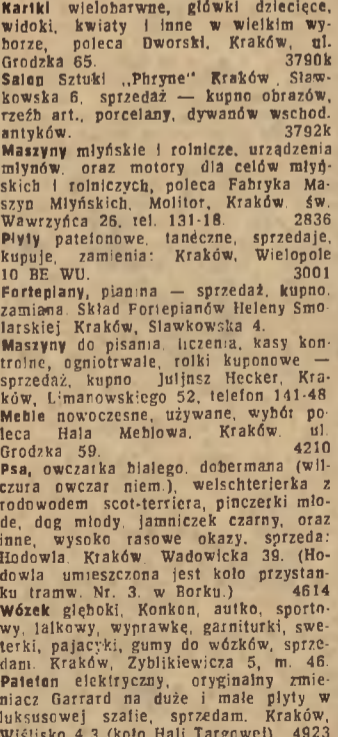 Kartki wielobarwne, główki dziecięce,
widoki, kwiaty i inne w wielkim wy-
borze, poleca Dworski, Kraków, ul.
Grodzka 65. 3790k
Salon Sztuki „Phryne" Kraków, Sław-
kowska 6, sprzedaż — kupno obrazów,
rzeźb art., porcelany, dywanów wschod.
antyków. 3792k
Maszyny młyńskie i rolnicze, urządzenia
młynów, oraz motory dla celów młyń-
skich i rolniczych, poleca Fabryka Ma-
szyn Młyńskich, Molitor, Kraków św.
Wawrzyńca 26, tel. 131-18. 2836
Płyty patefonowe, taneczne, sprzedaje,
kupuje, zamienia: Kraków, Wielopole
10 BE WU. 3001
Fortepiany, pianina — sprzedaż, kupno,
zamiana. Skład Fortepianów Heleny Smo
larskiej Kraków, Sławkowska 4.
Maszyny do pisania, liczenia, kasy kon-
trolne, ogniotrwałe, rolki kuponowe —
sprzedaż, kupno Juljusz Hecker, Kra-
ków, Limanowskiego 52, telefon 141-48
Meble nowoczesne, używane, wybór po
leca Hala Meblowa, Kraków, ul.
Grodzka 59. 4210
Psa, owczarka białego, dobermana (wil-
czura owczar niem.), welschterierka z
rodowodem scot-terriera, pinczerki mło-
de, dog młody, jamniczek czarny, oraz
inne, wysoko rasowe okazy, sprzeda:
Hodowla Kraków Wadowicka 39. (Ho-
dowla umieszczona jest koło przystan-
ku tramw. Nr. 3. w Borku.) 4614
Wózek głęboki, Konkon, autko, sporto-
wy, lalkowy, wyprawkę, garniturki, swe-
terki, pajacyki, gumy do wózków, sprze-
dam. Kraków, Zyblikiewicza 5, m. 46.
Patefon elektryczny, oryginalny zmie-
niacz Garrard na duże i małe płyty w
luksusowej szafie, sprzedam. Kraków,
Wiślisko 4 3 (koło Hali Targowej) 4923